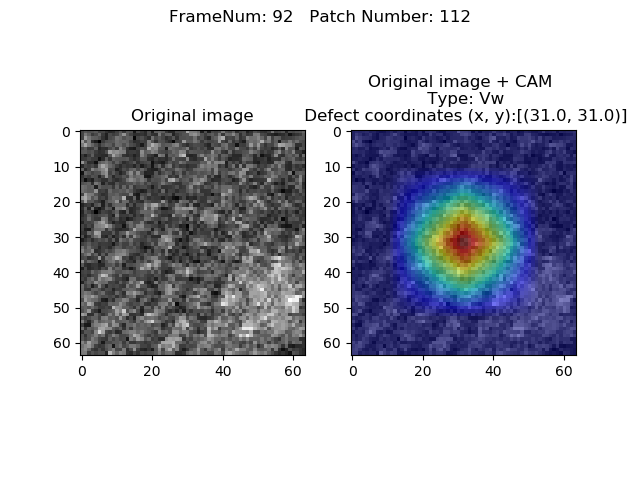 FrameNum: 92   Patch Number: 112
Original image
Original image + CAM
Type: Vw
Defect coordinates (x, y):[(31.0, 31.0)]
0
10
20
30
40
50
60
0 20 40 60
0
10
20
30
40
50
60
0 20 40 60